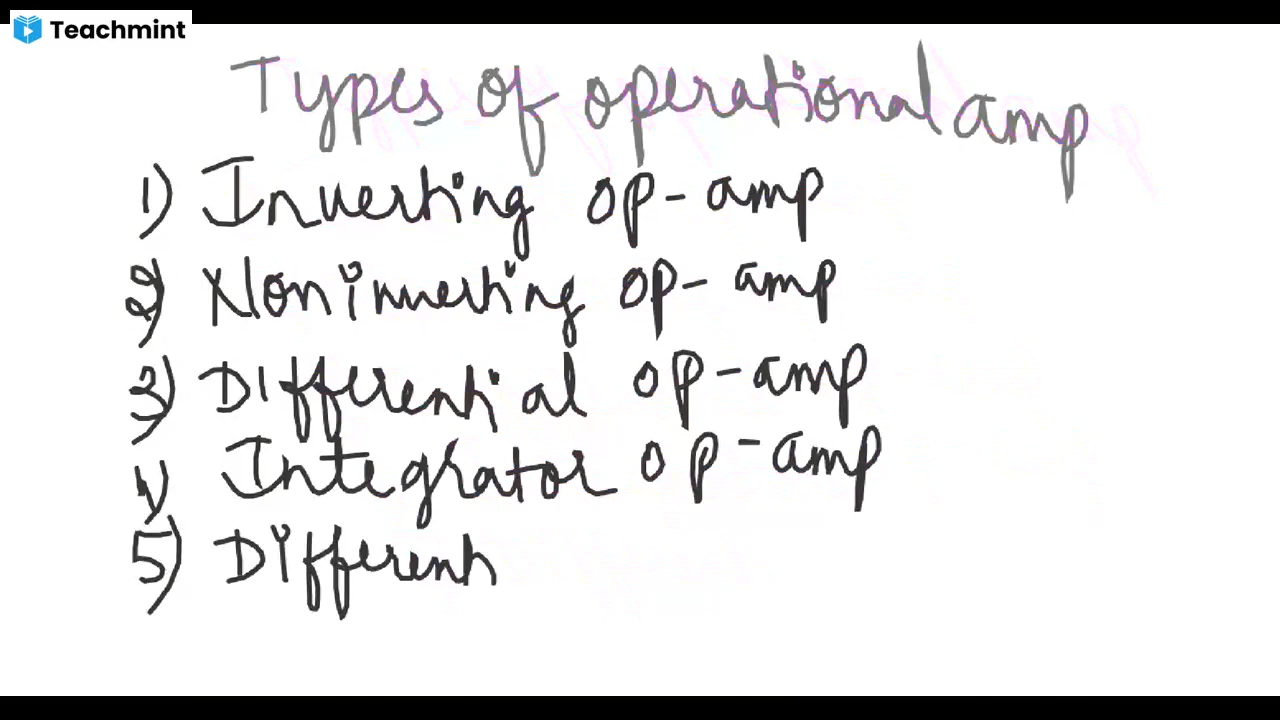 Teachmint
Types of operational amp
1) Inverting op-amp
2) Noninverting op-amp
3) Differential op-amp
4) Integrator op-amp
5) Different